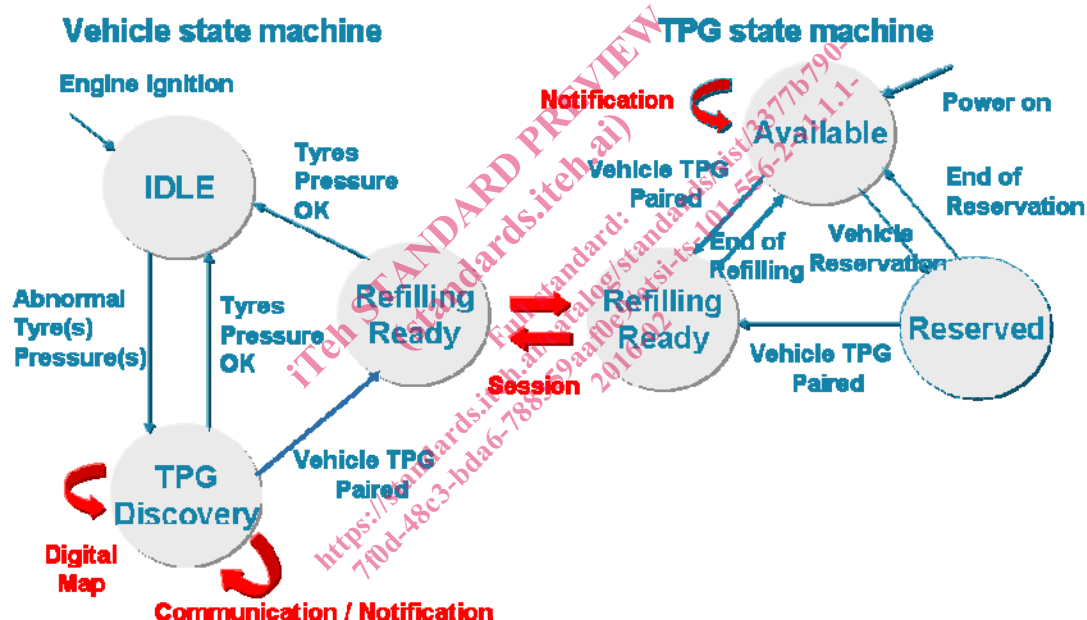 Vehicle state machine
TPG state machine
Engine Ignition
Notification
Power on
Available
IDLE
Tyres
Pressure
OK
Vehicle TPG
Paired
End of
Reservation
End of
Refilling
Vehicle
Reservation
Abnormal
Tyre(s)
Pressure(s)
Tyres
Pressure
OK
Refilling
Ready
Refilling
Ready
Reserved
Session
Vehicle TPG
Paired
TPG
Discovery
Vehicle TPG
Paired
Digital
Map
Communication / Notification
iTeh STANDARD PREVIEW
(standards.iteh.ai)
Full standard: